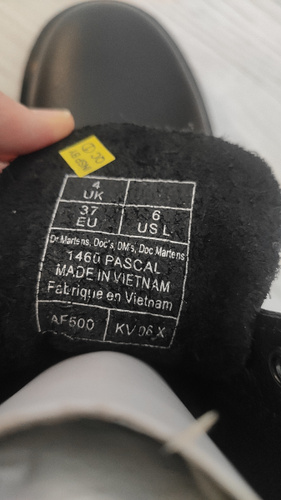 4
UK
37
EU
6
US L
Dr.Martens, Doc's, DM's, Doc Martens
1460 PASCAL
MADE IN VIETNAM
Fabriqué en Vietnam
AF500
KV 06 X